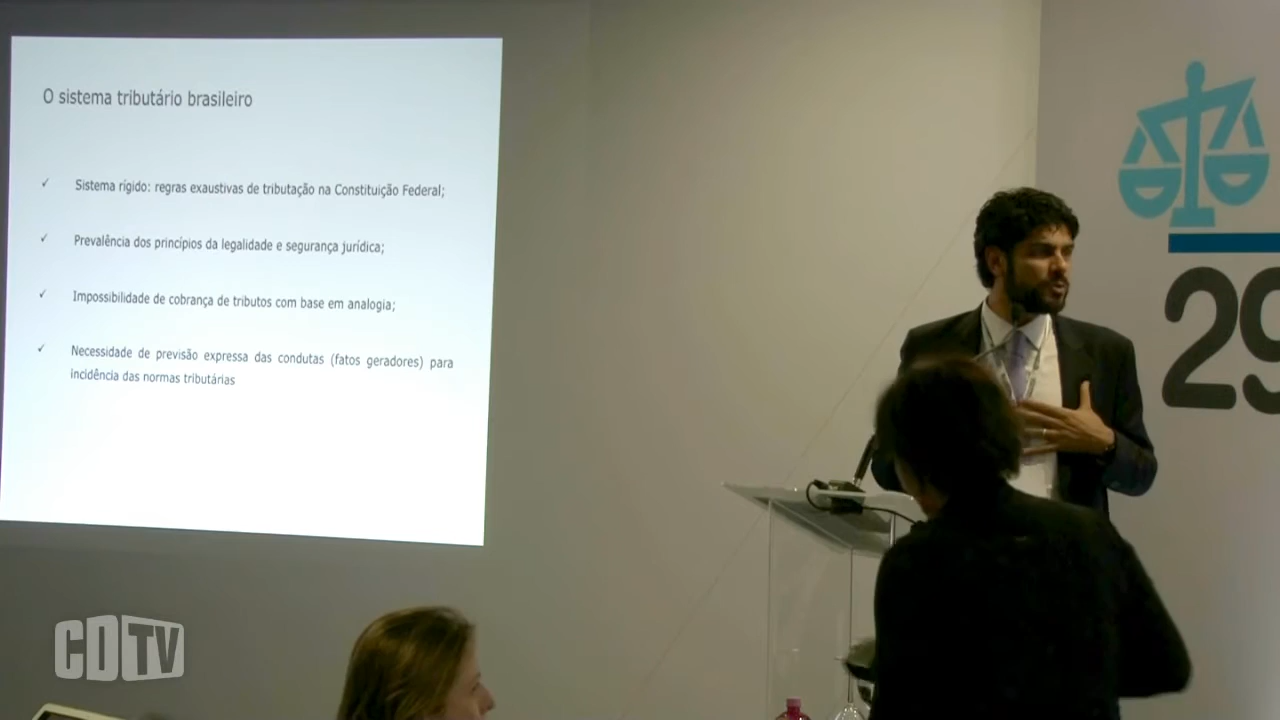 O sistema tributário brasileiro
✓ Sistema rígido: regras exaustivas de tributação na Constituição Federal;
✓ Prevalência dos princípios da legalidade e segurança jurídica;
✓ Impossibilidade de cobrança de tributos com base em analogia;
✓ Necessidade de previsão expressa das condutas (fatos geradores) para
incidência das normas tributárias
29
CDTV